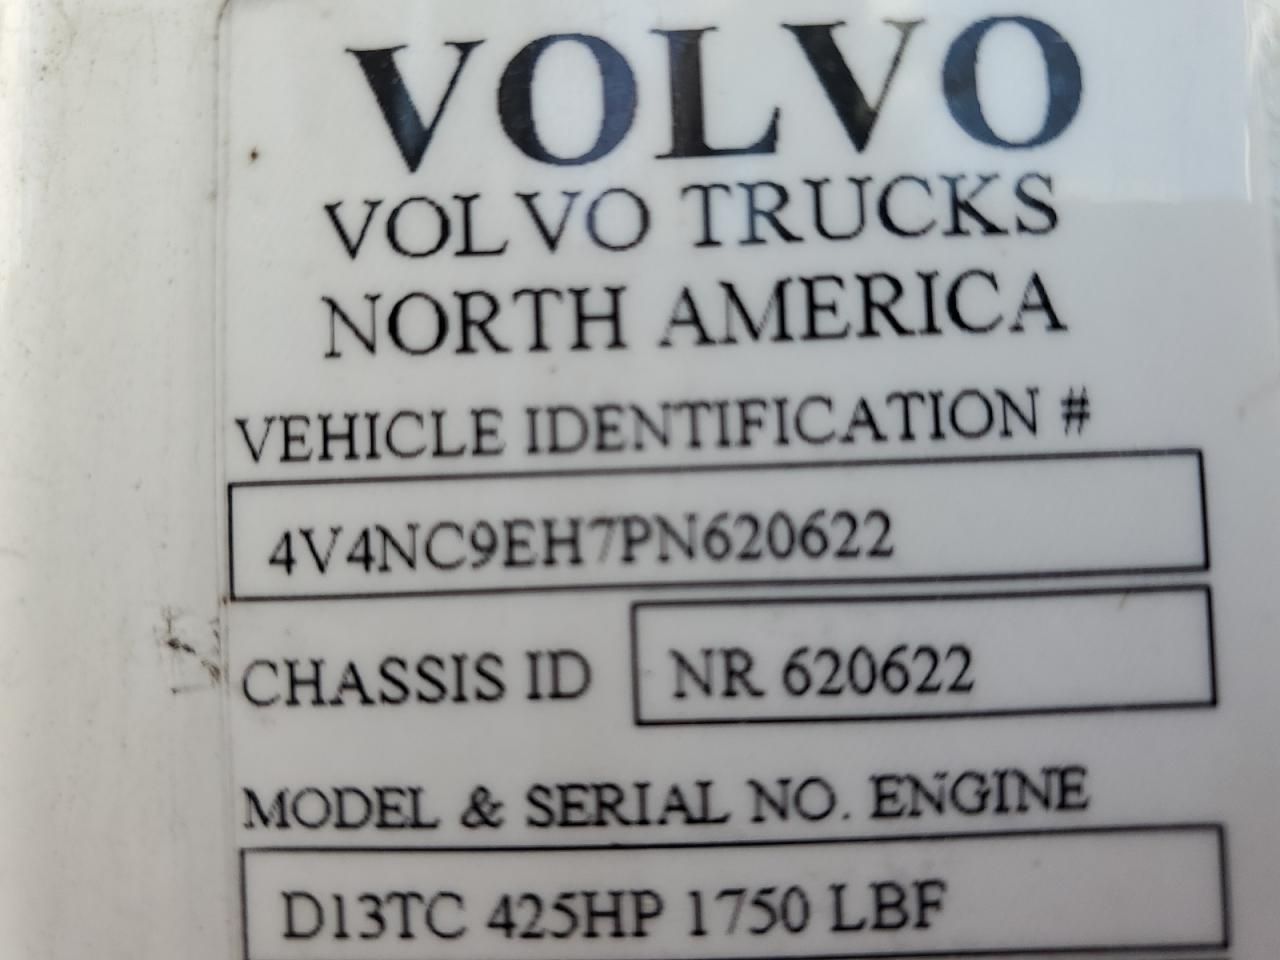 VOLVO
VOLVO TRUCKS
NORTH AMERICA
VEHICLE IDENTIFICATION #
4V4NC9EH7PN620622
CHASSIS ID
NR 620622
MODEL & SERIAL NO. ENGINE
D13TC 425HP 1750 LBF